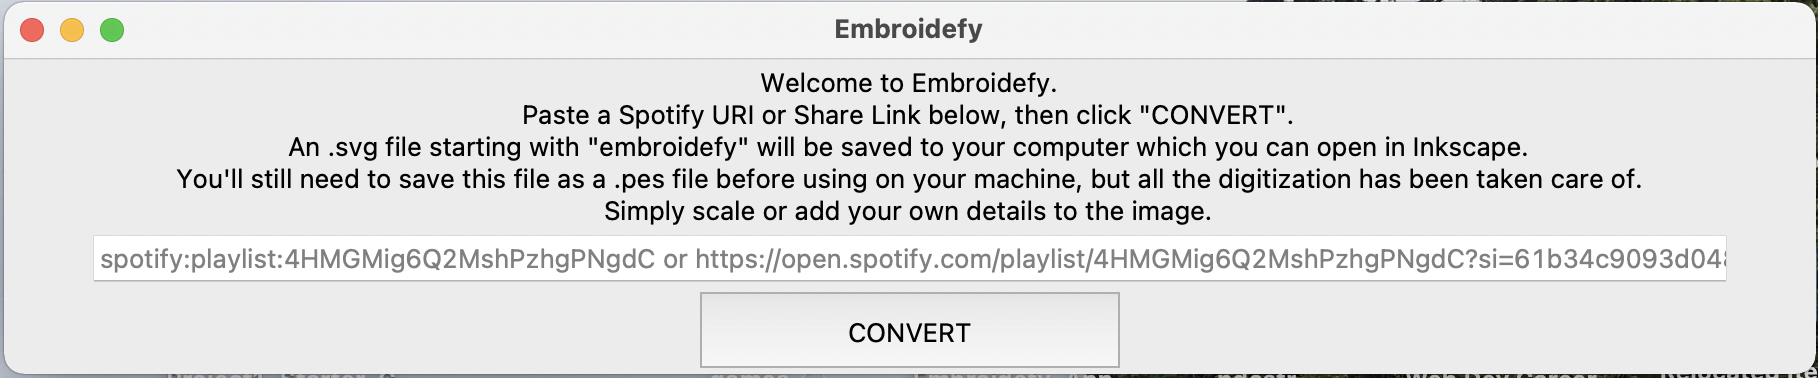 Embroidefy
Welcome to Embroidefy.
Paste a Spotify URI or Share Link below, then click "CONVERT".
An .svg file starting with "embroidefy" will be saved to your computer which you can open in Inkscape.
You'll still need to save this file as a .pes file before using on your machine, but all the digitization has been taken care of.
Simply scale or add your own details to the image.
spotify:playlist:4HMGMig6Q2MshPzhgPNgdC or https://open.spotify.com/playlist/4HMGMig6Q2MshPzhgPNgdC?si=61b34c9093d048
CONVERT